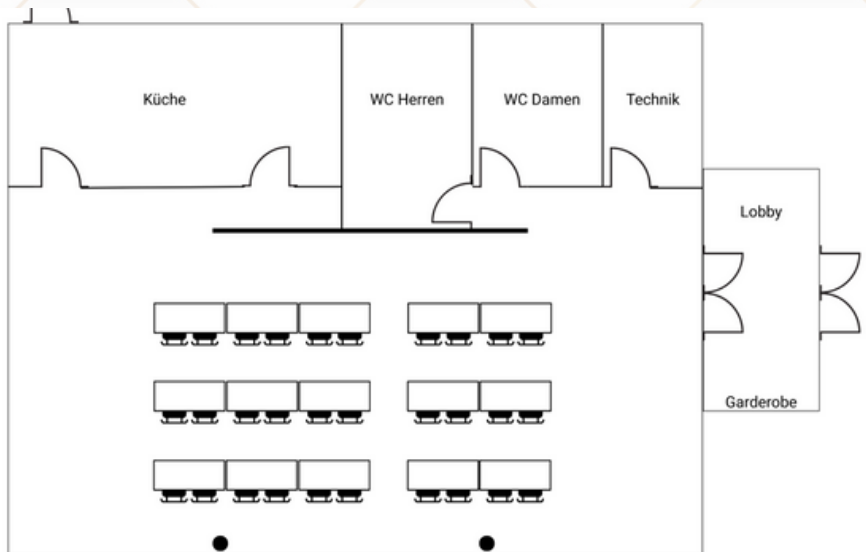 Küche
WC Herren
WC Damen
Technik
Lobby
Garderobe